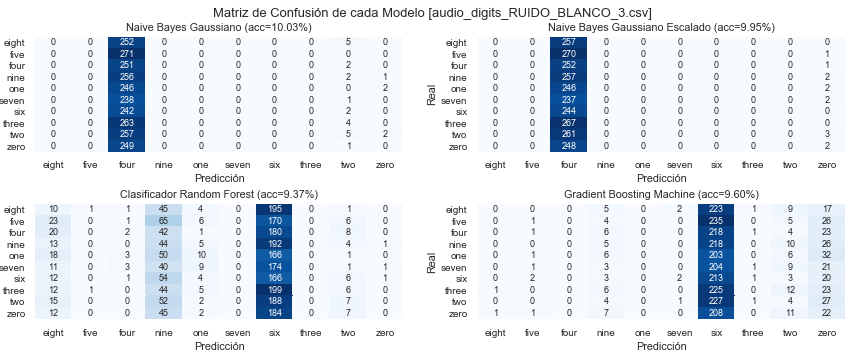 Matriz de Confusión de cada Modelo [audio_digits_RUIDO_BLANCO_3.csv]
Naive Bayes Gaussiano (acc=10.03%)
eight 0 0 252 0 0 0 0 0 5 0
five 0 0 271 0 0 0 0 0 0 0
four 0 0 251 0 0 0 0 0 2 0
nine 0 0 256 0 0 0 0 0 2 1
one 0 0 246 0 0 0 0 0 0 2
seven 0 0 238 0 0 0 0 0 1 0
six 0 0 242 0 0 0 0 0 2 0
three 0 0 263 0 0 0 0 0 4 0
two 0 0 257 0 0 0 0 0 5 2
zero 0 0 249 0 0 0 0 0 1 0
eight five four nine one seven six three two zero
Predicción
Naive Bayes Gaussiano Escalado (acc=9.95%)
Real
eight 0 0 257 0 0 0 0 0 0 0
five 0 0 270 0 0 0 0 0 0 1
four 0 0 252 0 0 0 0 0 0 1
nine 0 0 257 0 0 0 0 0 0 2
one 0 0 246 0 0 0 0 0 0 2
seven 0 0 237 0 0 0 0 0 0 2
six 0 0 244 0 0 0 0 0 0 0
three 0 0 267 0 0 0 0 0 0 0
two 0 0 261 0 0 0 0 0 0 3
zero 0 0 248 0 0 0 0 0 0 2
eight five four nine one seven six three two zero
Predicción
Clasificador Random Forest (acc=9.37%)
eight 10 1 1 45 4 0 195 0 1 0
five 23 0 1 65 6 0 170 0 6 0
four 20 0 2 42 1 0 180 0 8 0
nine 13 0 0 44 5 0 192 0 4 1
one 18 0 3 50 10 0 166 0 1 0
seven 11 0 3 40 9 0 174 0 1 1
six 12 0 1 54 4 0 166 0 6 1
three 12 1 0 44 5 0 199 0 6 0
two 15 0 0 52 2 0 188 0 7 0
zero 12 0 0 45 2 0 184 0 7 0
eight five four nine one seven six three two zero
Predicción
Gradient Boosting Machine (acc=9.60%)
Real
eight 0 0 0 5 0 2 223 1 9 17
five 0 1 0 4 0 0 235 0 5 26
four 0 1 0 6 0 0 218 1 4 23
nine 0 0 0 5 0 0 218 0 10 26
one 0 1 0 6 0 0 203 0 6 32
seven 0 1 0 3 0 0 204 1 9 21
six 0 2 0 3 0 2 213 1 3 20
three 1 0 0 6 0 0 225 0 12 23
two 0 0 0 4 0 1 227 1 4 27
zero 1 1 0 7 0 0 208 0 11 22
eight five four nine one seven six three two zero
Predicción